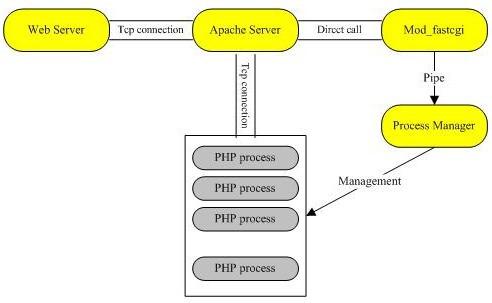 Web Server
Tcp connection
Apache Server
Direct call
Mod_fastcgi
Pipe
Tcp connection
Process Manager
PHP process
PHP process
Management
PHP process
PHP process